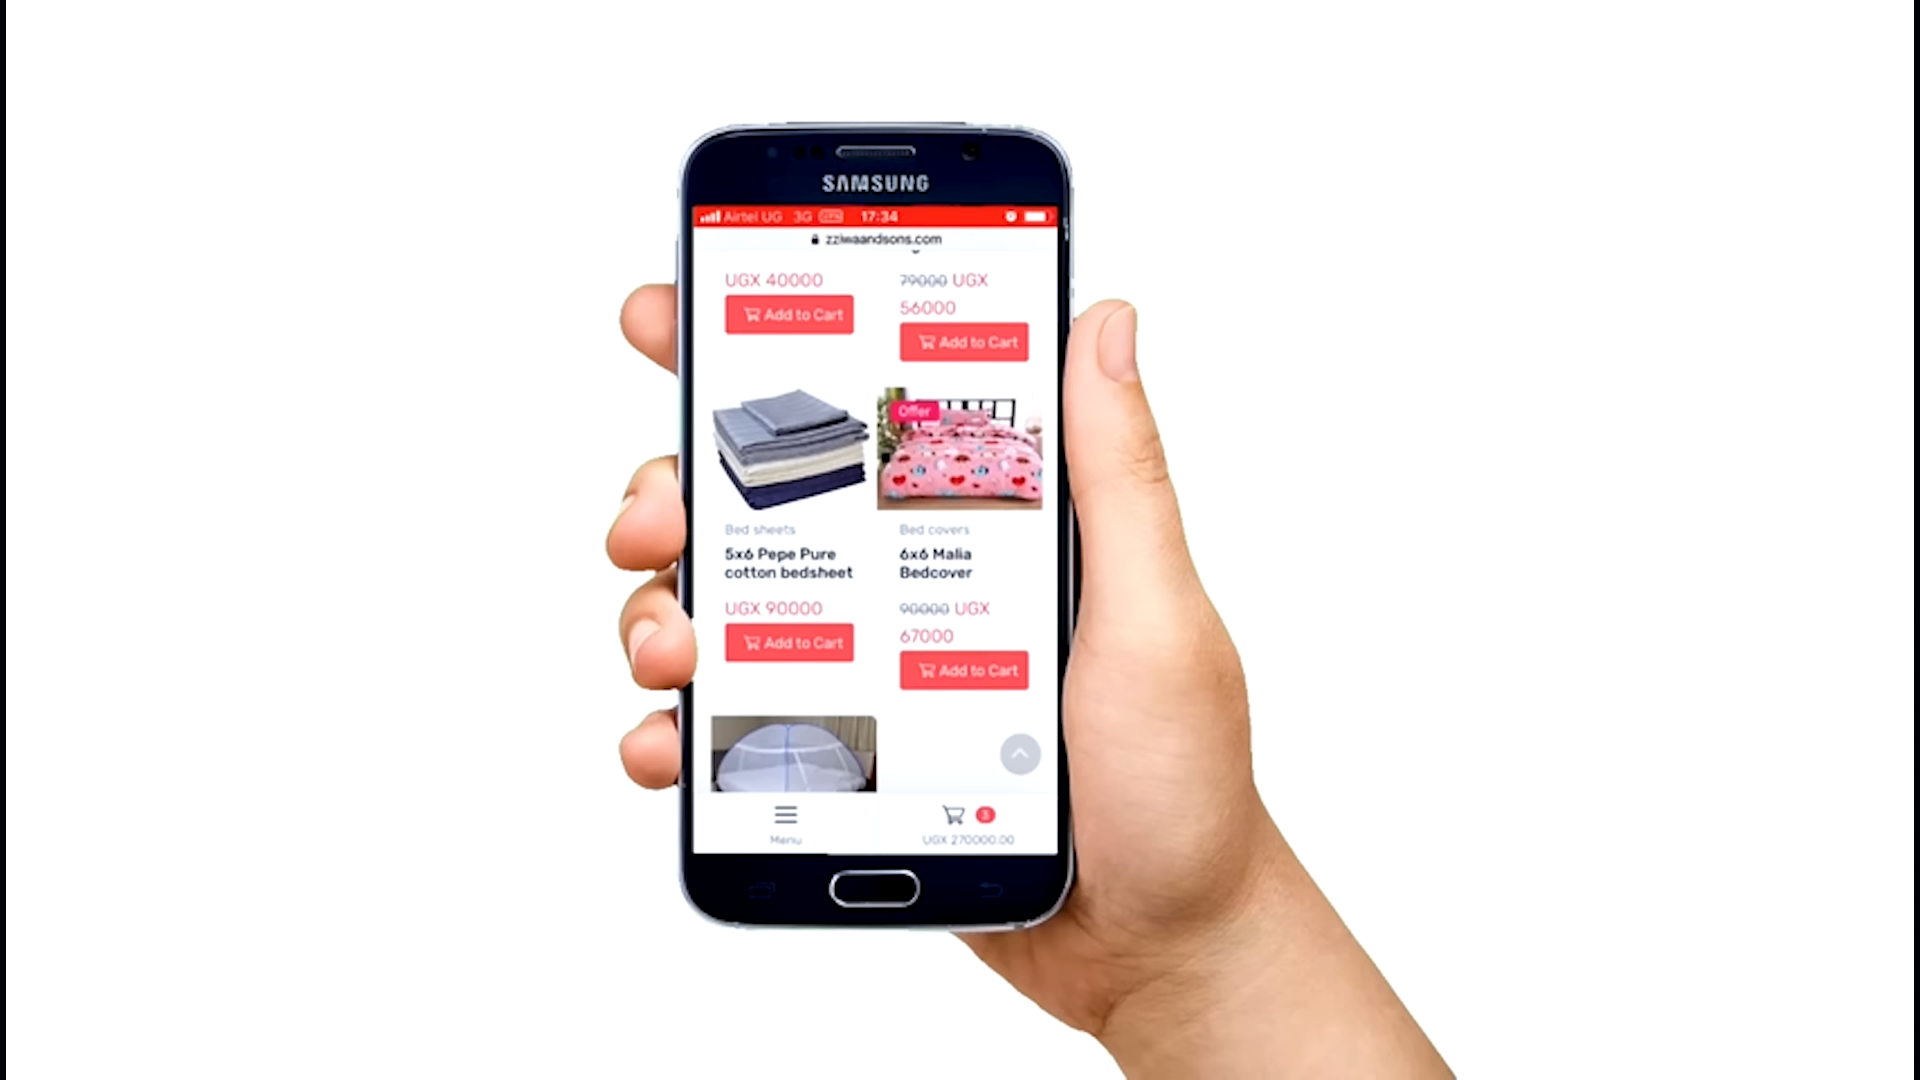 SAMSUNG
Airtel UG 3G VPN 17:34
zziwaandsons.com
UGX 40000
79000 UGX
56000
Add to Cart
Add to Cart
Offer
Bed sheets
Bed covers
5x6 Pepe Pure
cotton bedsheet
6x6 Malia
Bedcover
UGX 90000
90000 UGX
67000
Add to Cart
Add to Cart
3
Menu
UGX 270000.00